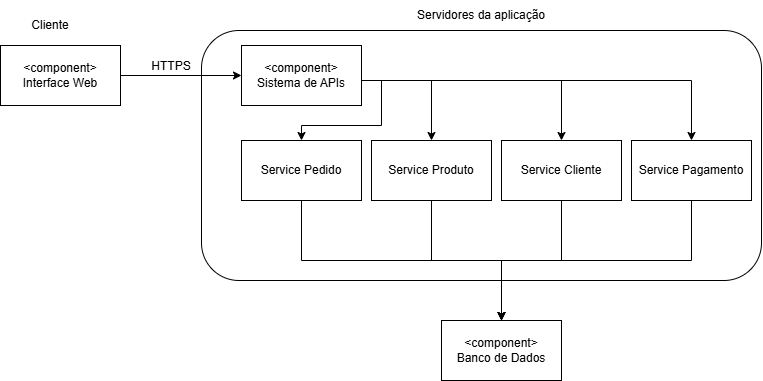 Servidores da aplicação
Cliente
<component>
Interface Web
HTTPS
<component>
Sistema de APIs
Service Pedido
Service Produto
Service Cliente
Service Pagamento
<component>
Banco de Dados